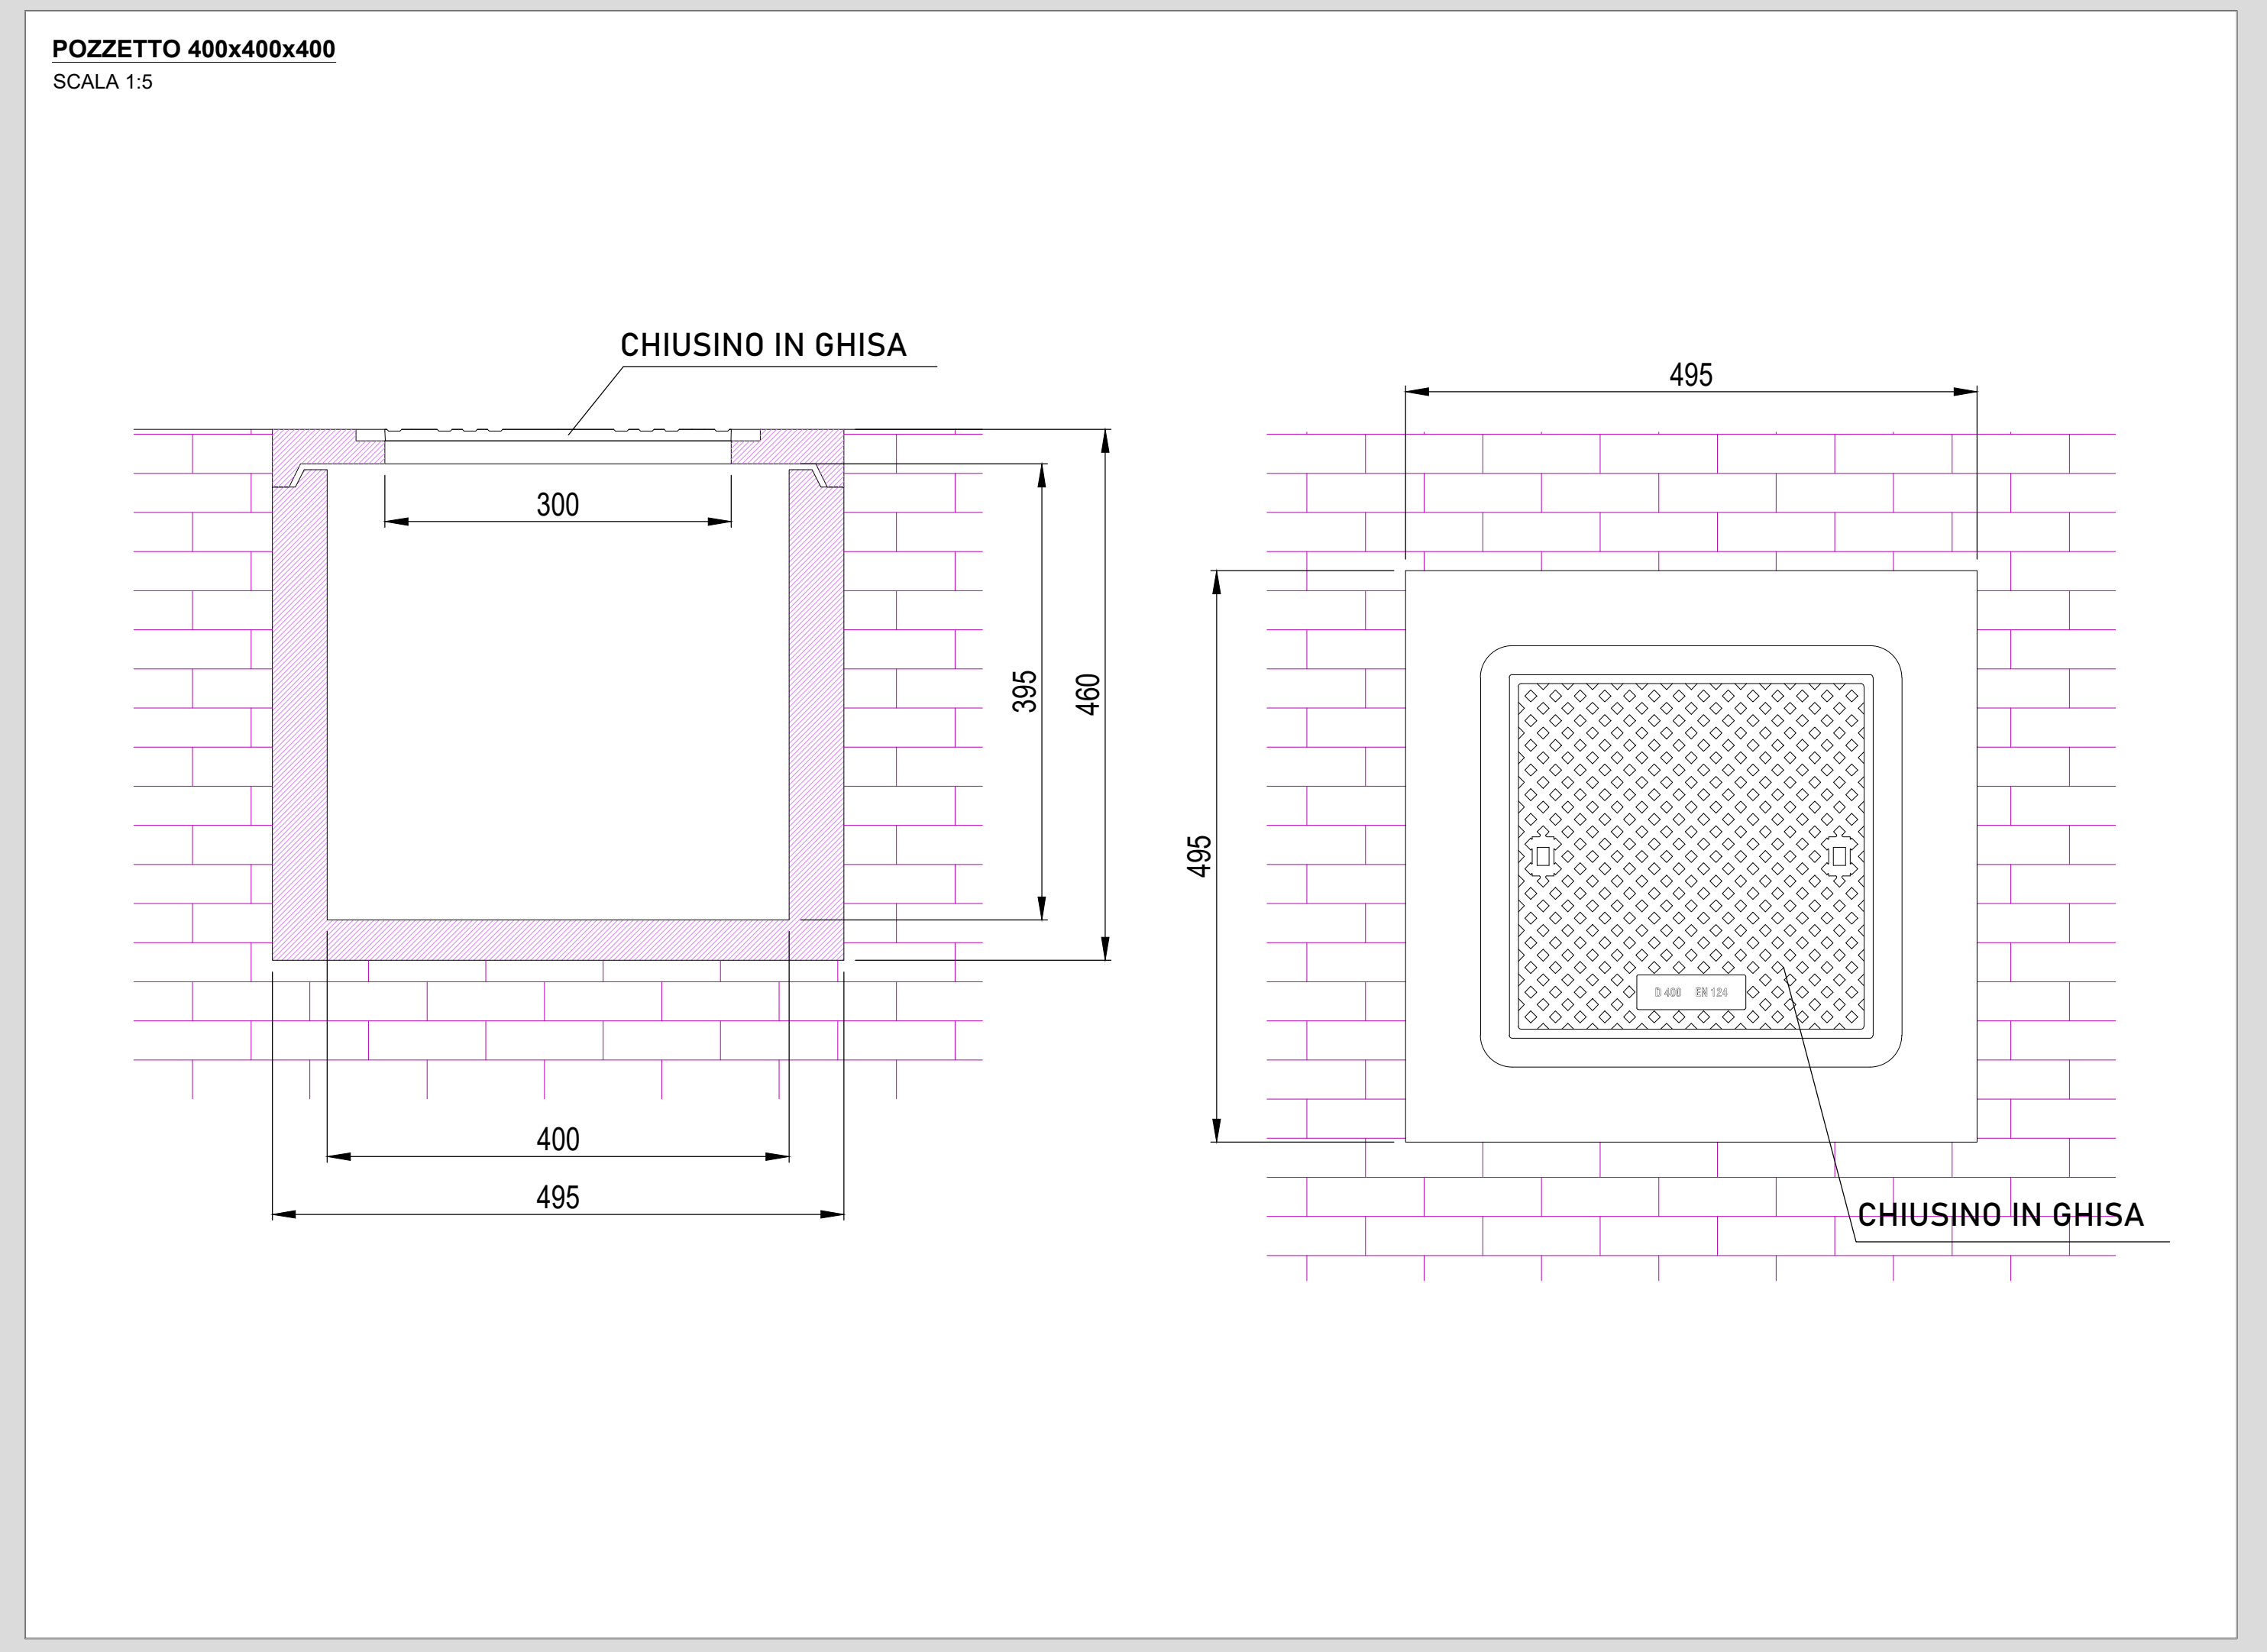 POZZETTO 400x400x400
SCALA 1:5
CHIUSINO IN GHISA
300
395
460
400
495
495
495
D 400 EN 124
CHIUSINO IN GHISA